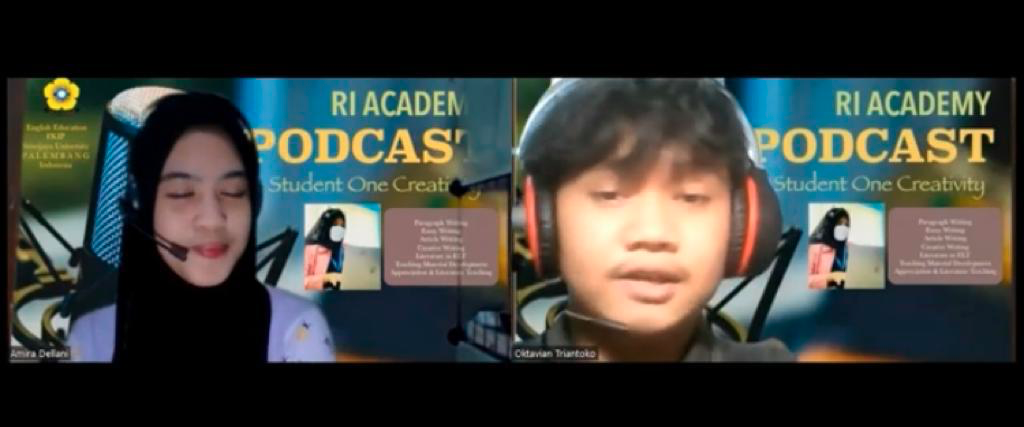 English Education
FKIP
Sriwijaya University
PALEMBANG
Indonesia
RI ACADEM
PODCAST
Student One Creativity
Paragraph Writing
Essay Writing
Article Writing
Creative Writing
Literature in ELT
Teaching Material Development
Appreciation & Literature Teaching
Amira Dellani
RI ACADEMY
PODCAST
Student One Creativity
Paragraph Writing
Essay Writing
Article Writing
Creative Writing
Literature in ELT
Teaching Material Development
Appreciation & Literature Teaching
Oktavian Triantoko